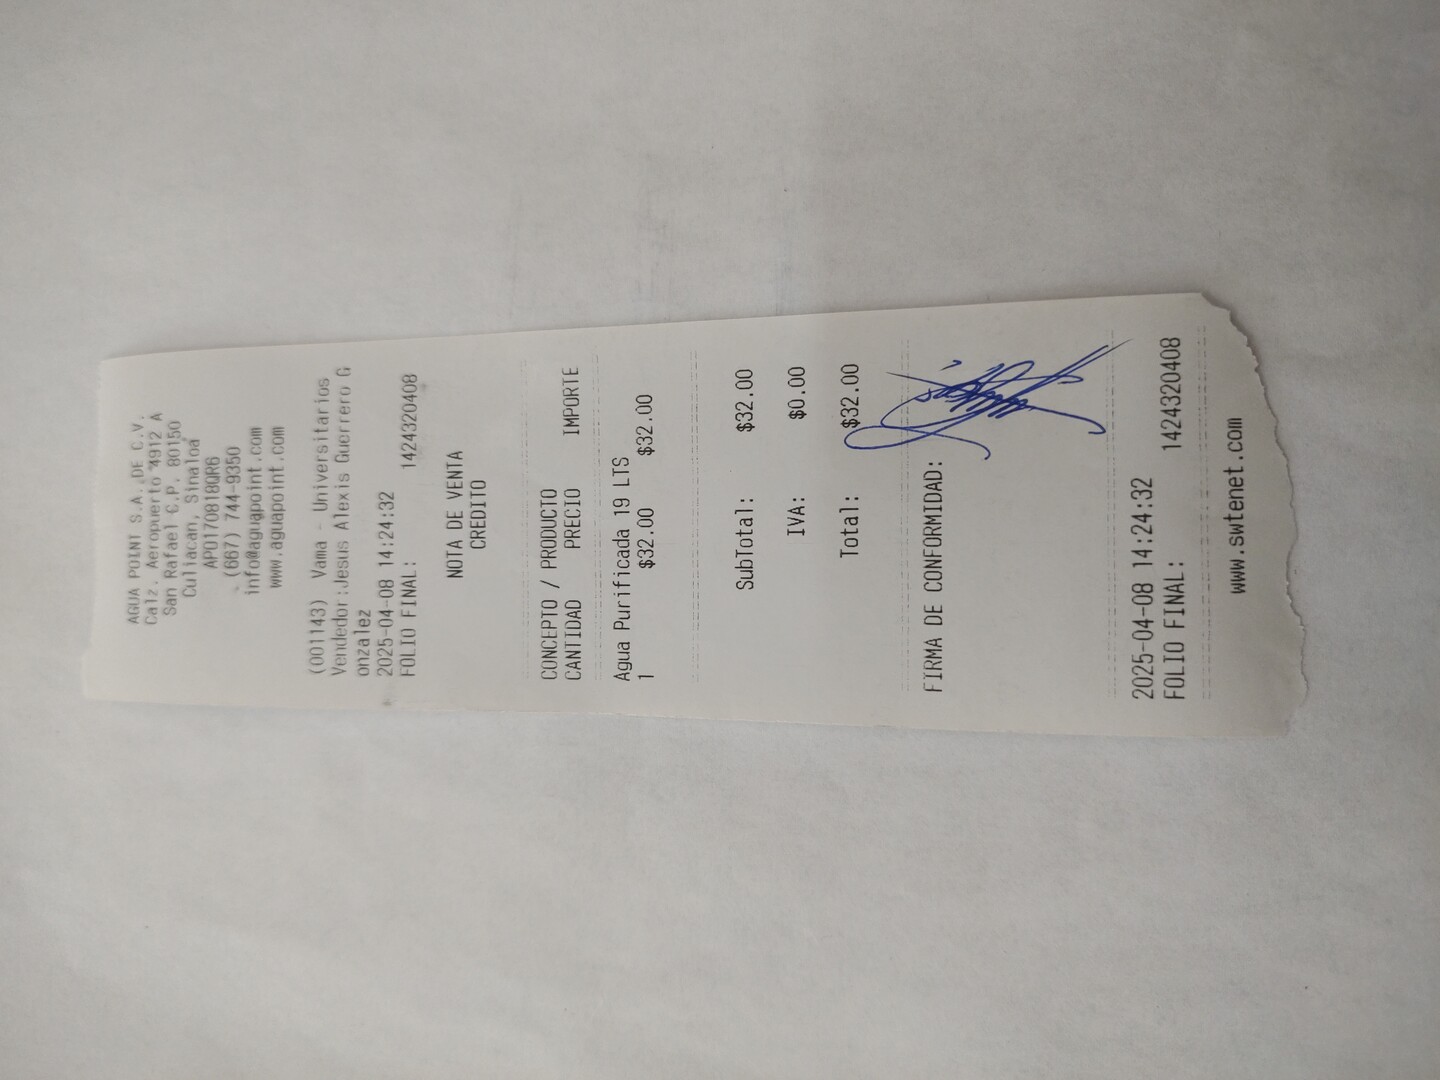 AGUA POINT S.A. DE C.V.
Calz. Aeropuerto 4912 A
San Rafael C.P. 80150
Culiacan, Sinaloa
APO170818QR6
(667) 744-9350
info@aguapoint.com
www.aguapoint.com
(001143) Vama - Universitarios
Vendedor:Jesus Alexis Guerrero G
onzalez
2025-04-08 14:24:32
FOLIO FINAL: 1424320408
NOTA DE VENTA
CREDITO
CONCEPTO / PRODUCTO
CANTIDAD PRECIO IMPORTE
Agua Purificada 19 LTS
1 $32.00 $32.00
SubTotal: $32.00
IVA: $0.00
Total: $32.00
FIRMA DE CONFORMIDAD:
2025-04-08 14:24:32
FOLIO FINAL: 1424320408
www.swtenet.com